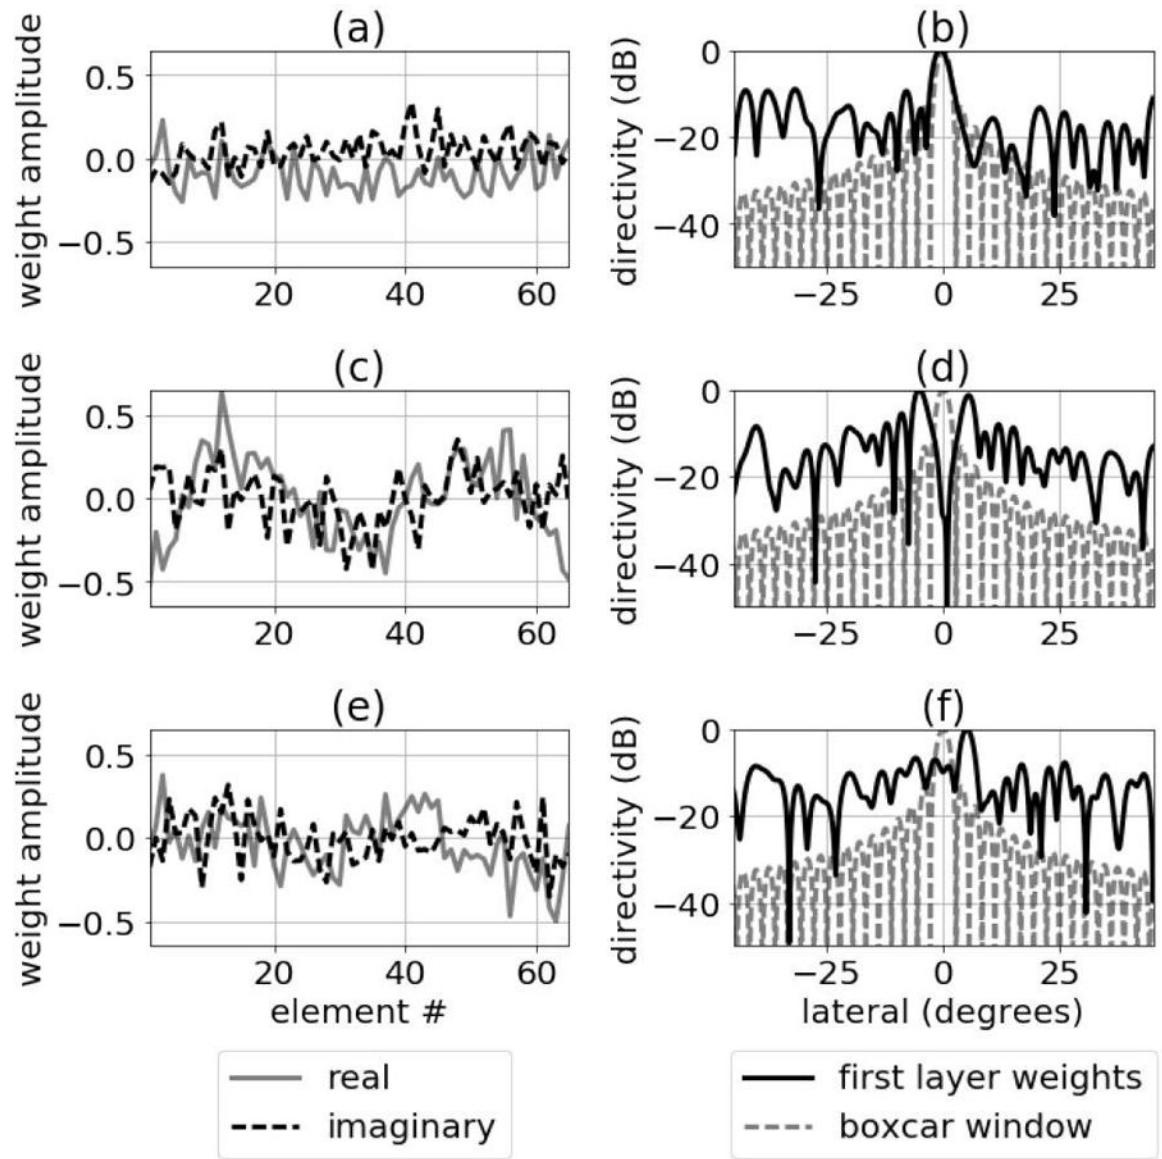 (a)
(b)
weight amplitude
0.5
0.0
−0.5
20
40
60
directivity (dB)
0
−20
−40
−25
0
25
(c)
(d)
weight amplitude
0.5
0.0
−0.5
20
40
60
directivity (dB)
0
−20
−40
−25
0
25
(e)
(f)
weight amplitude
0.5
0.0
−0.5
20
40
60
element #
directivity (dB)
0
−20
−40
−25
0
25
lateral (degrees)
real
imaginary
first layer weights
boxcar window